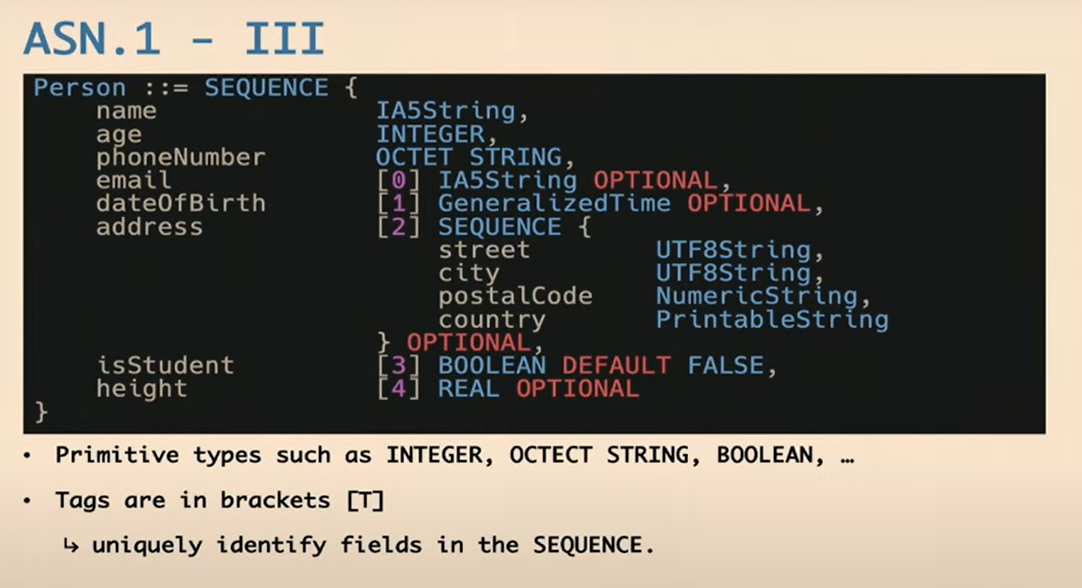 ASN.1 – III
Person ::= SEQUENCE {
name IA5String,
age INTEGER,
phoneNumber OCTET STRING,
email [0] IA5String OPTIONAL,
dateOfBirth [1] GeneralizedTime OPTIONAL,
address [2] SEQUENCE {
street UTF8String,
city UTF8String,
postalCode NumericString,
country PrintableString
} OPTIONAL,
isStudent [3] BOOLEAN DEFAULT FALSE,
height [4] REAL OPTIONAL
}
• Primitive types such as INTEGER, OCTECT STRING, BOOLEAN, …
• Tags are in brackets [T]
↳ uniquely identify fields in the SEQUENCE.